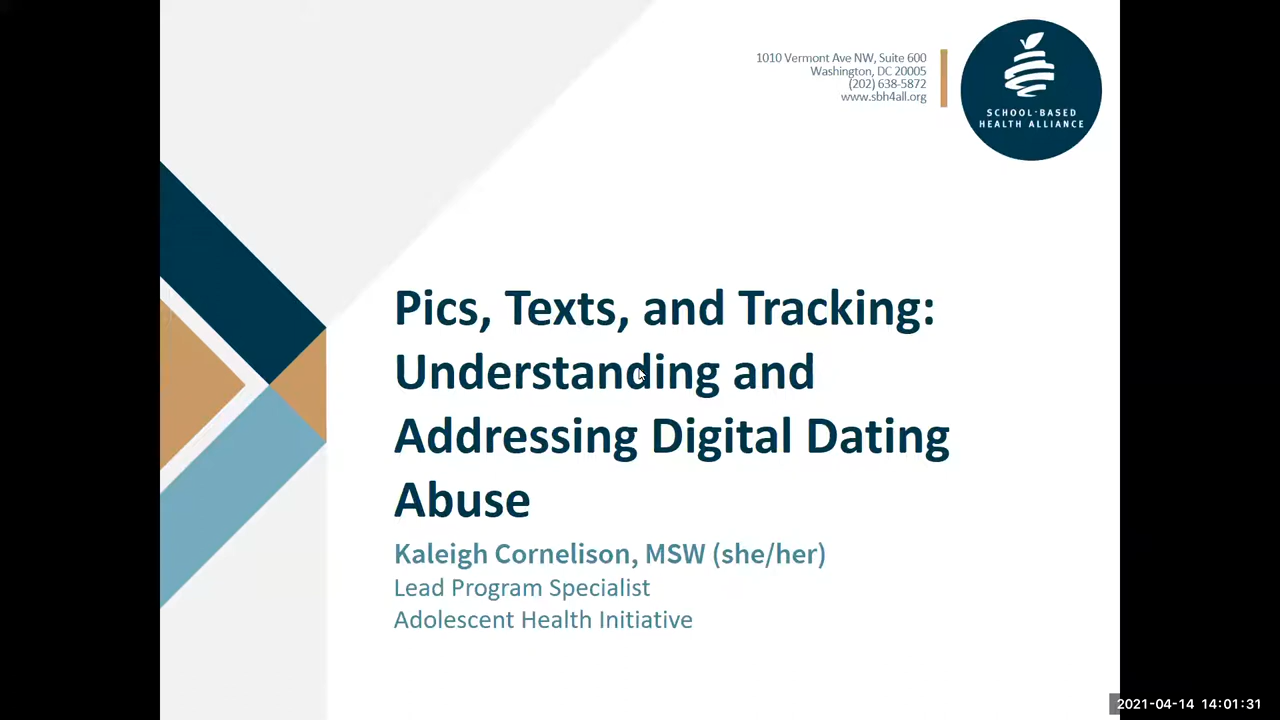 1010 Vermont Ave NW, Suite 600
Washington, DC 20005
(202) 638-5872
www.sbh4all.org
SCHOOL-BASED
HEALTH ALLIANCE
Pics, Texts, and Tracking:
Understanding and
Addressing Digital Dating
Abuse
Kaleigh Cornelison, MSW (she/her)
Lead Program Specialist
Adolescent Health Initiative
2021-04-14 14:01:31